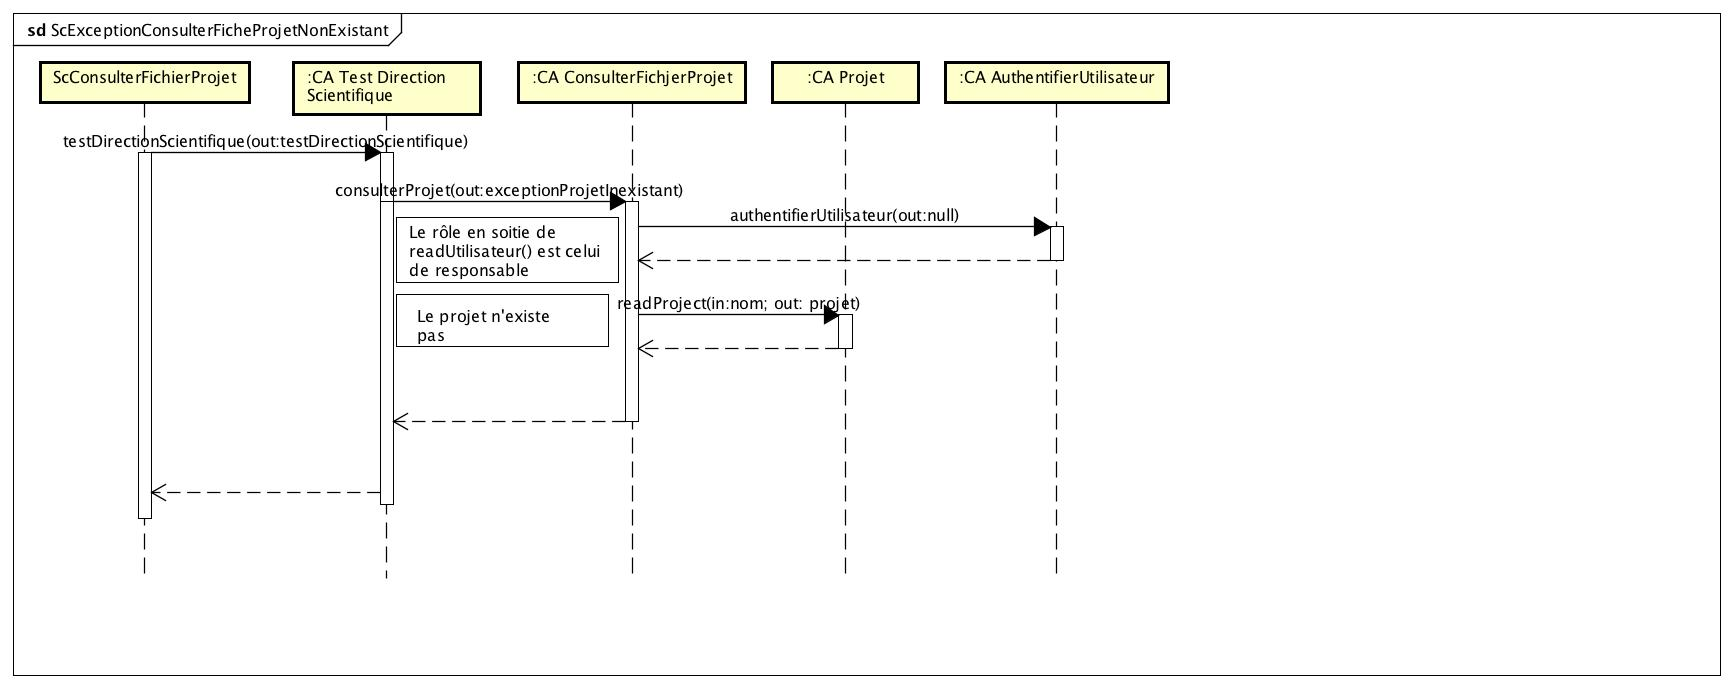 sd ScExceptionConsulterFicheProjetNonExistant
ScConsulterFichierProjet
:CA Test Direction
Scientifique
:CA ConsulterFichjerProjet
:CA Projet
:CA AuthentifierUtilisateur
testDirectionScientifique(out:testDirectionScientifique)
consulterProjet(out:exceptionProjetInexistant)
authentifierUtilisateur(out:null)
Le rôle en soitie de
readUtilisateur() est celui
de responsable
readProject(in:nom; out: projet)
Le projet n'existe
pas